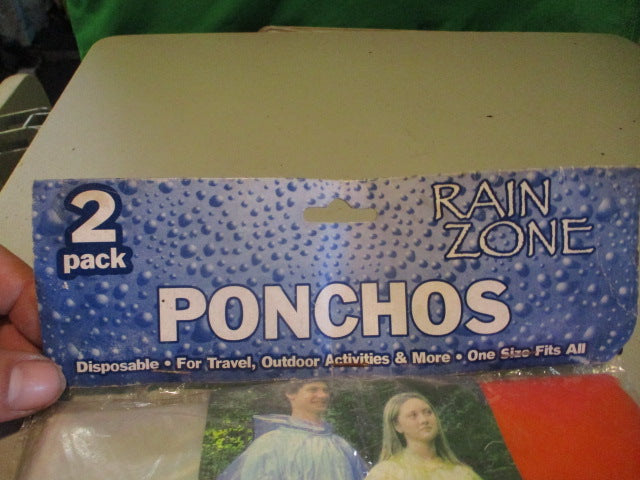 2
pack
RAIN
ZONE
PONCHOS
Disposable • For Travel, Outdoor Activities & More • One Size Fits All